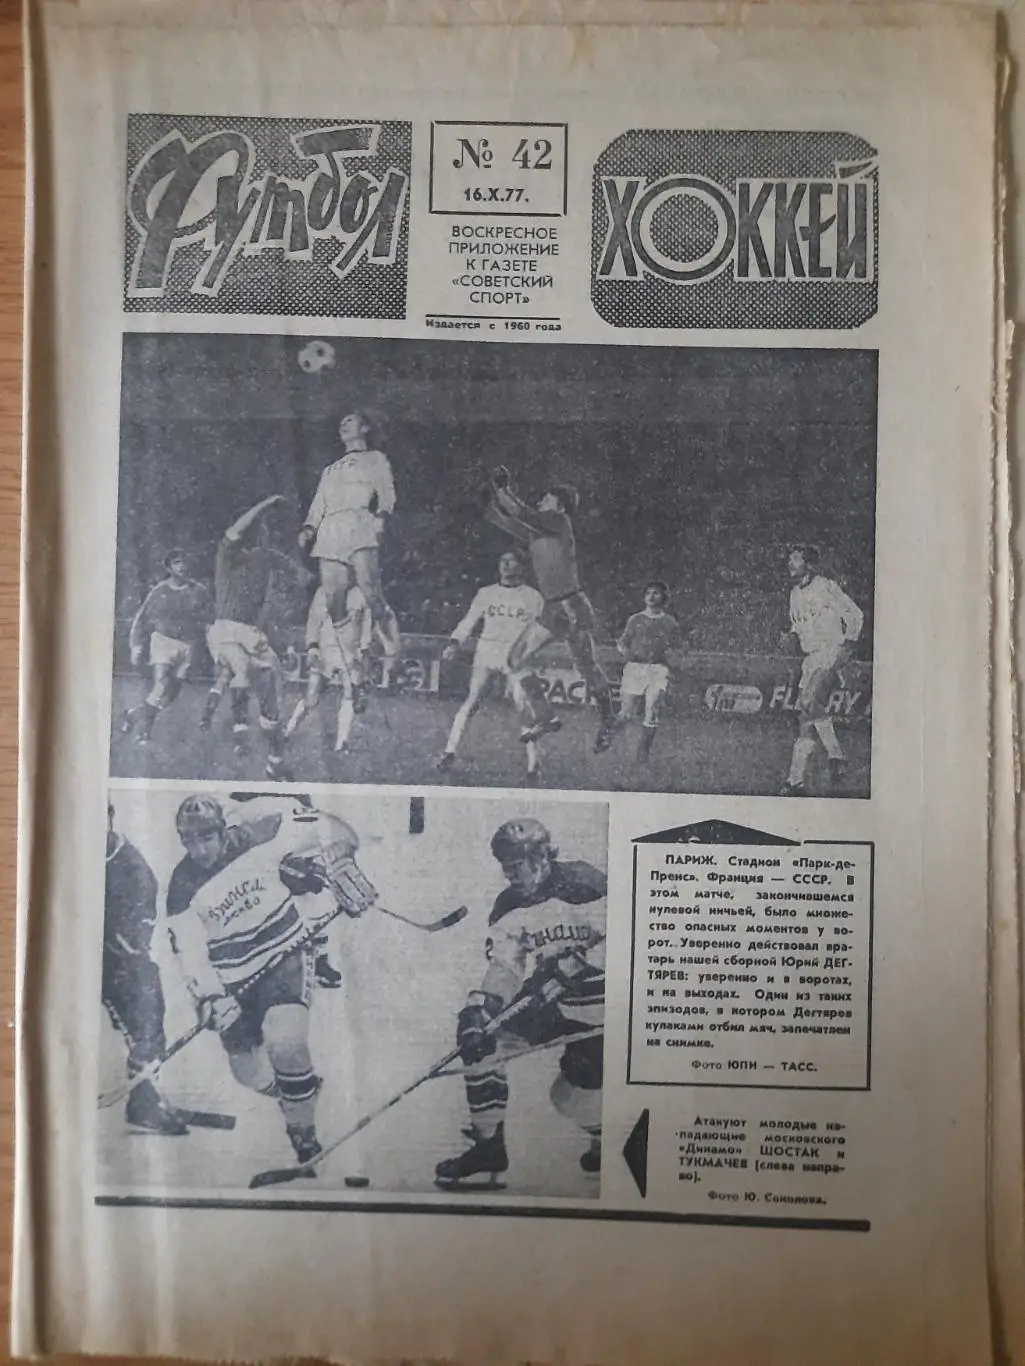 Футбол
№ 42
16.X.77.
ВОСКРЕСНОЕ
ПРИЛОЖЕНИЕ
К ГАЗЕТЕ
«СОВЕТСКИЙ
СПОРТ»
Издается с 1960 года
ХОККЕЙ
СССР
ПАРИЖ. Стадион «Парк-де-
Пренс». Франция — СССР. В
этом матче, закончившемся
нулевой ничьей, было множе-
ство опасных моментов у во-
рот. Уверенно действовал вра-
тарь нашей сборной Юрий ДЕГ-
ТЯРЕВ: уверенно и в воротах,
и на выходах. Один из таких
эпизодов, в котором Дегтярев
кулаками отбил мяч, запечатлен
на снимке.
Фото ЮПИ — ТАСС.
Атакуют молодые на-
падающие московского
«Динамо» ШОСТАК и
ТУКМАЧЕВ [слева напра-
во].
Фото Ю. Соколова.